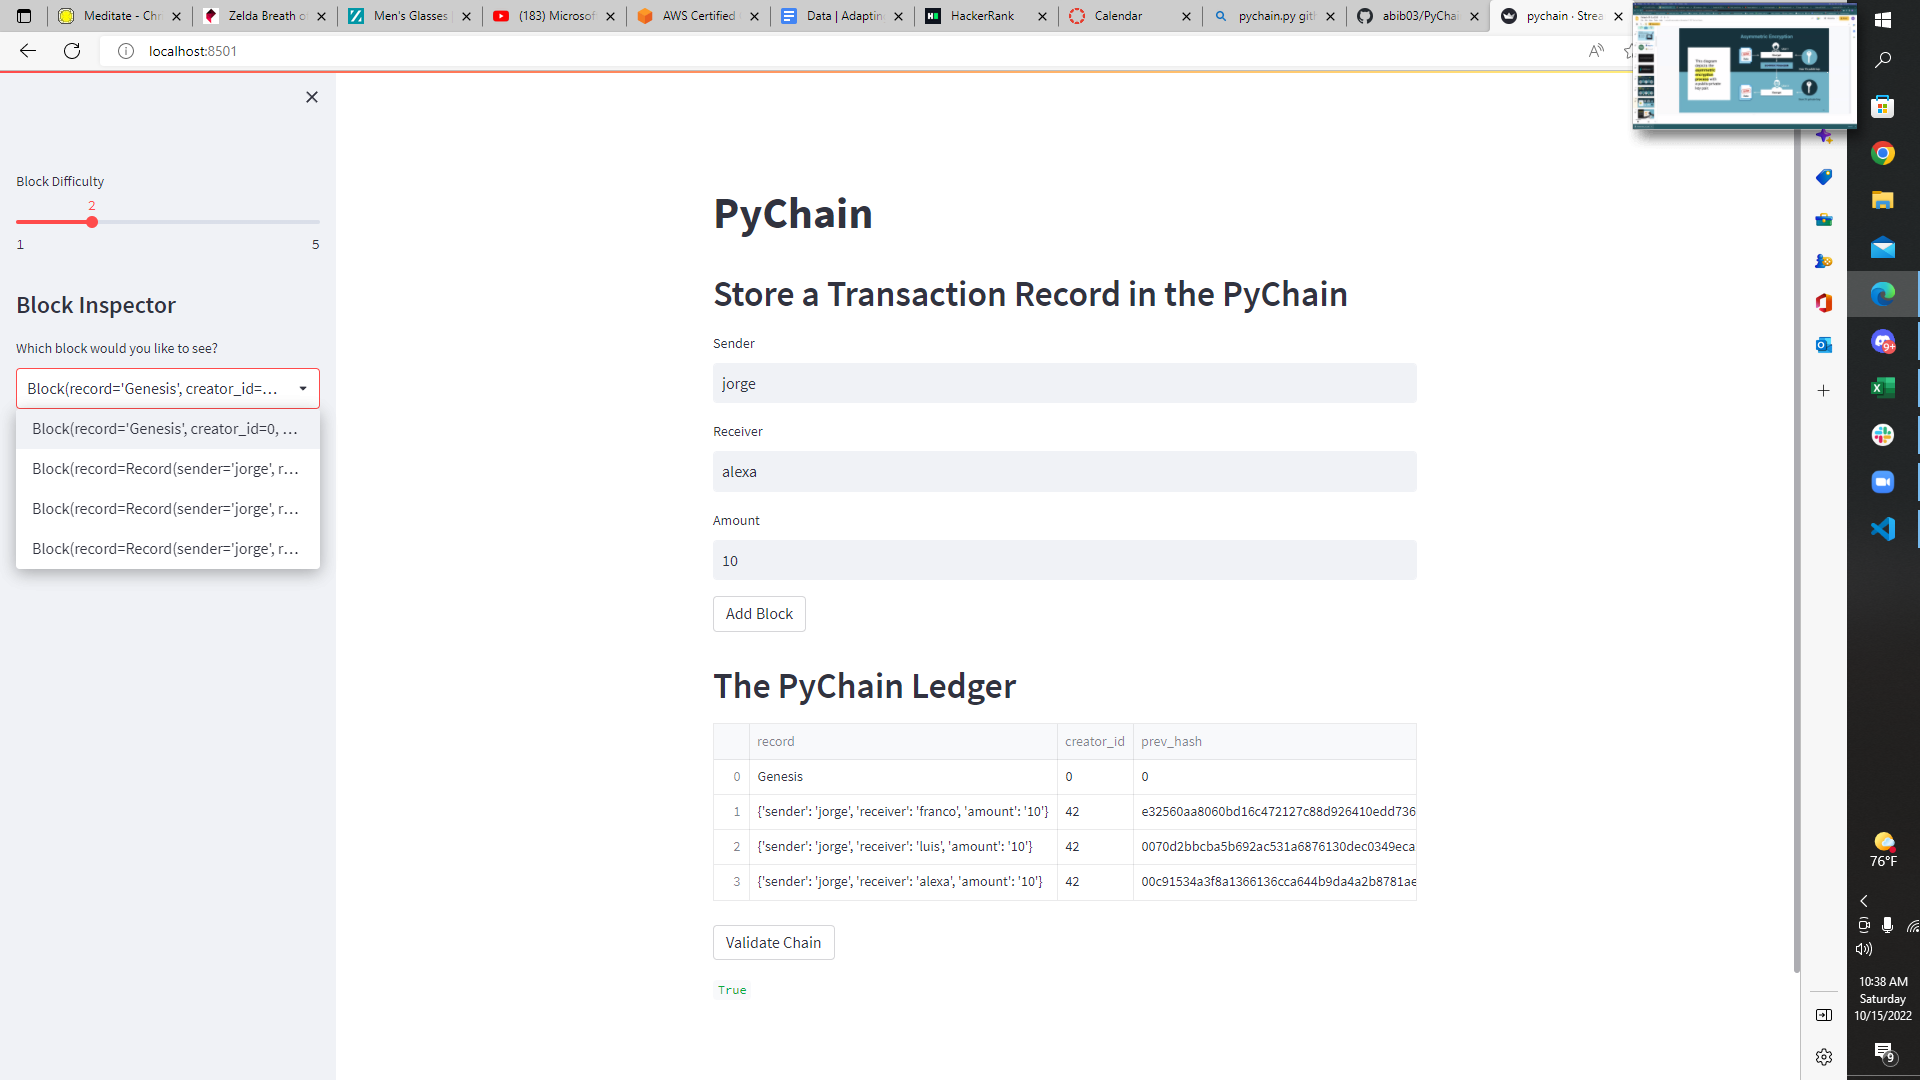 Meditate - Chr
Zelda Breath o
Men's Glasses
(183) Microsof
AWS Certified
Data | Adaptin
HackerRank
Calendar
pychain.py gith
abib03/PyChai
pychain · Strea
localhost:8501
Asymmetric Encryption
Block Difficulty
2
1
5
Block Inspector
Which block would you like to see?
Block(record='Genesis', creator_id=...
Block(record='Genesis', creator_id=0, ...
Block(record=Record(sender='jorge', r...
Block(record=Record(sender='jorge', r...
Block(record=Record(sender='jorge', r...
PyChain
Store a Transaction Record in the PyChain
Sender
jorge
Receiver
alexa
Amount
10
Add Block
The PyChain Ledger
record creator_id prev_hash
0 Genesis 0 0
1 {'sender': 'jorge', 'receiver': 'franco', 'amount': '10'} 42 e32560aa8060bd16c472127c88d926410edd736
2 {'sender': 'jorge', 'receiver': 'luis', 'amount': '10'} 42 0070d2bbcba5b692ac531a6876130dec0349eca
3 {'sender': 'jorge', 'receiver': 'alexa', 'amount': '10'} 42 00c91534a3f8a1366136cca644b9da4a2b8781ae
Validate Chain
True
9+
76°F
10:38 AM
Saturday
10/15/2022
9